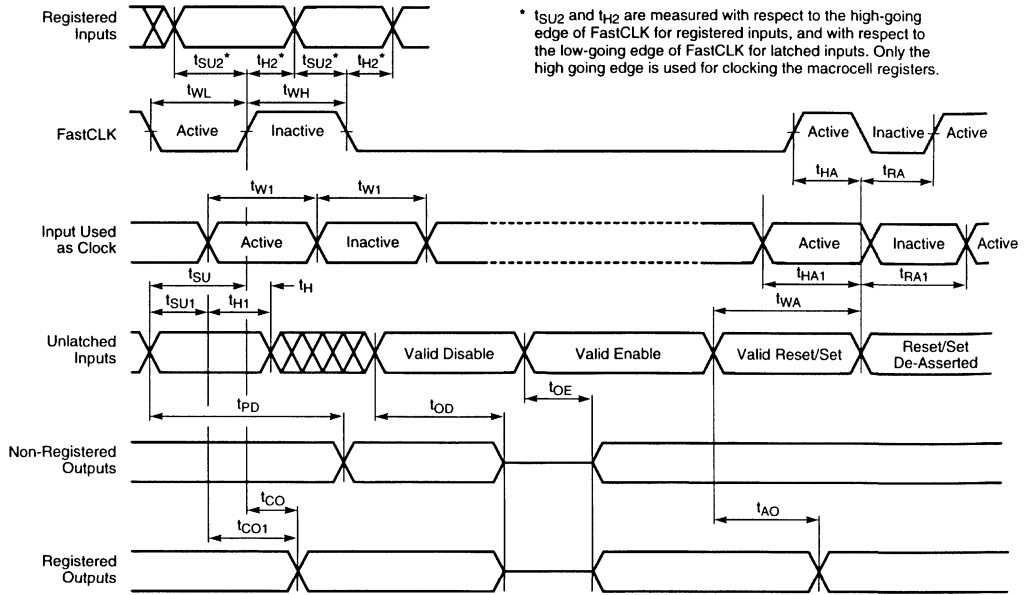 Registered
Inputs
* tSU2 and tH2 are measured with respect to the high-going
edge of FastCLK for registered inputs, and with respect to
the low-going edge of FastCLK for latched inputs. Only the
high going edge is used for clocking the macrocell registers.
tSU2* tH2* tSU2* tH2*
tWL tWH
FastCLK
Active Inactive Active Inactive Active
tHA tRA
tW1 tW1
Input Used
as Clock
Active Inactive Active Inactive Active
tSU tHA1 tRA1
tH
tSU1 tH1 tWA
Unlatched
Inputs
Valid Disable Valid Enable Valid Reset/Set Reset/Set
De-Asserted
tOE
tPD tOD
Non-Registered
Outputs
tCO tAO
tCO1
Registered
Outputs